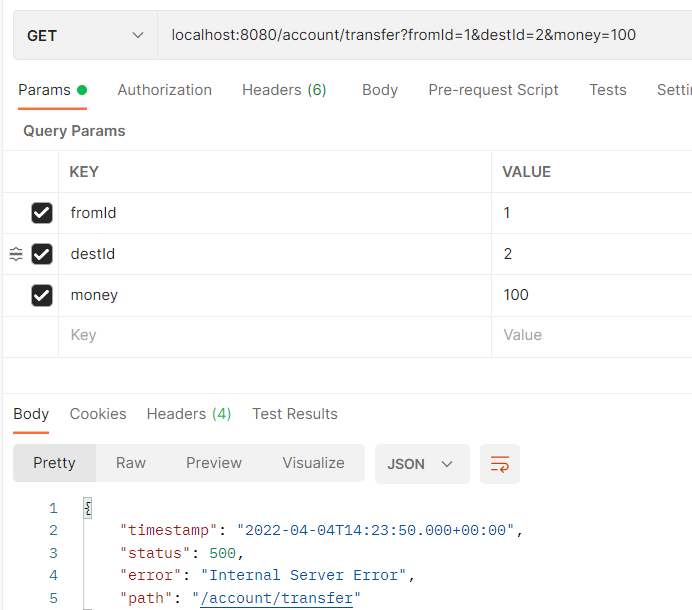 GET localhost:8080/account/transfer?fromId=1&destId=2&money=100
Params Authorization Headers (6) Body Pre-request Script Tests Setti
Query Params
KEY VALUE
fromId 1
destId 2
money 100
Key Value
Body Cookies Headers (4) Test Results
Pretty Raw Preview Visualize JSON
1 {
2 "timestamp": "2022-04-04T14:23:50.000+00:00",
3 "status": 500,
4 "error": "Internal Server Error",
5 "path": "/account/transfer"